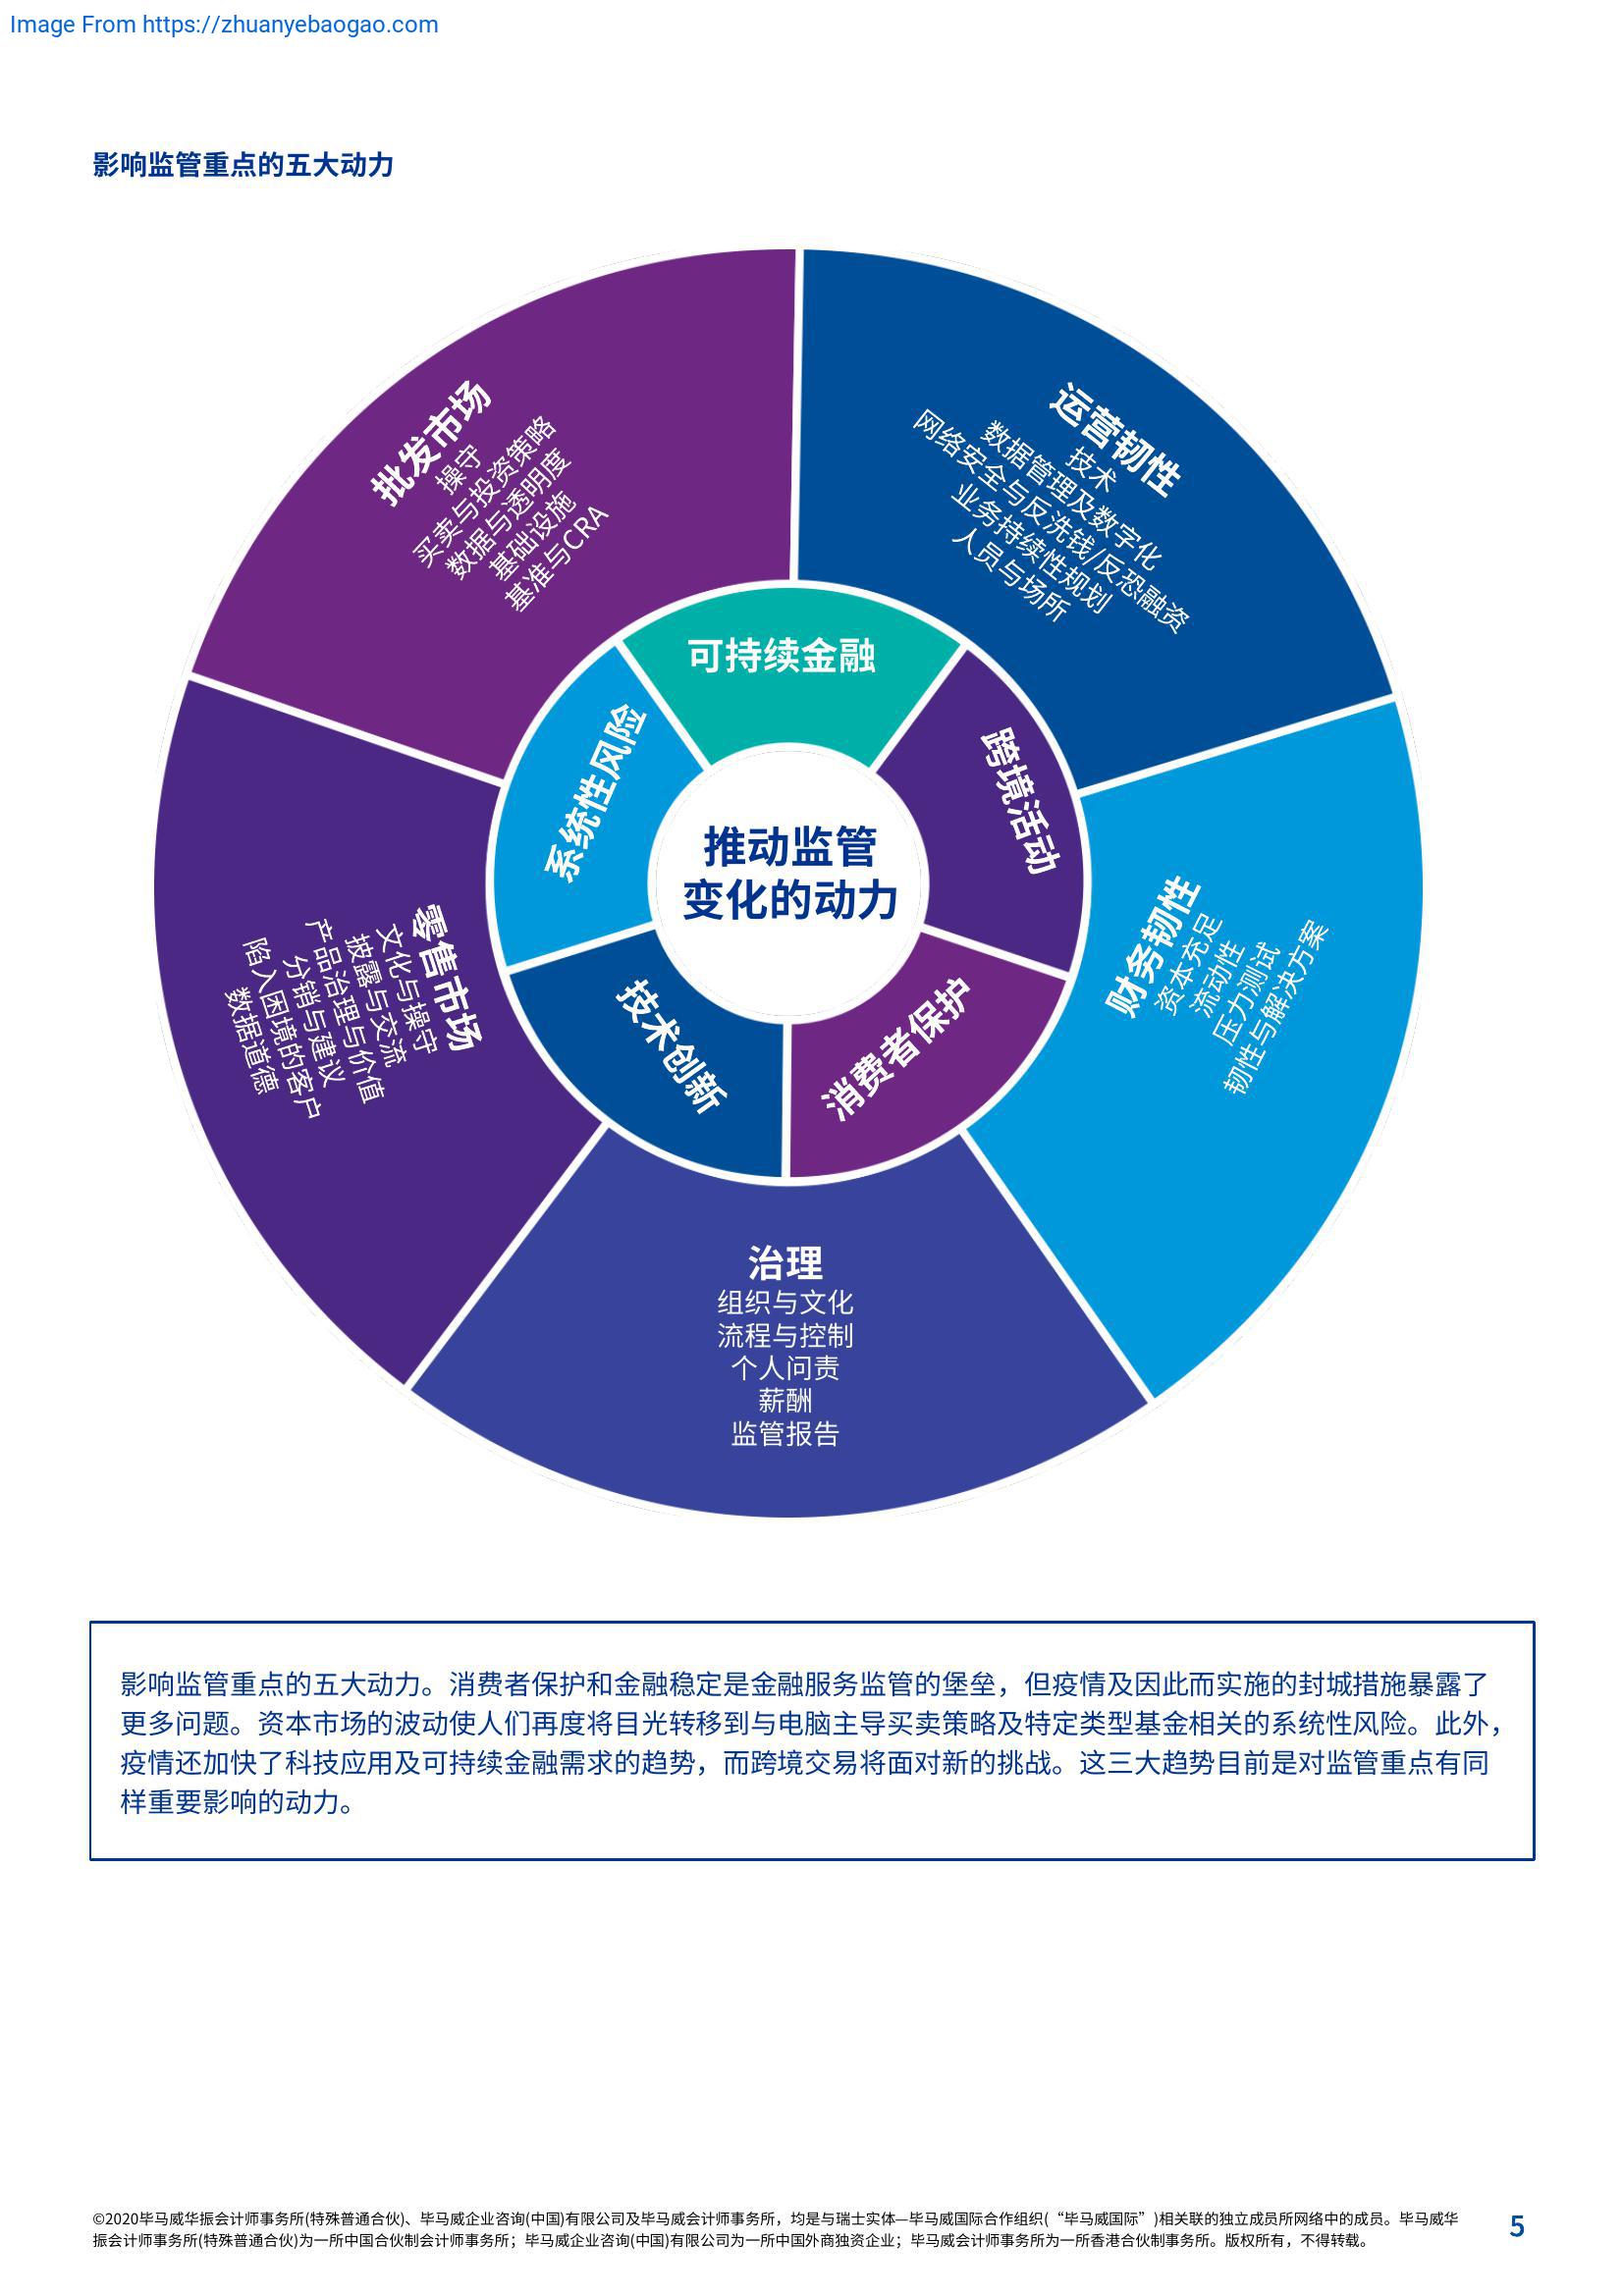 Image From https://zhuanyebaogao.com
影响监管重点的五大动力
批发市场
操守
买卖与投资策略
数据与透明度
基础设施
基准与CRA
运营韧性
技术
数据管理及数字化
网络安全与反洗钱/反恐融资
业务持续性规划
人员与场所
可持续金融
系统性风险
跨境活动
推动监管
变化的动力
技术创新
消费者保护
零售市场
文化与操守
披露与交流
产品治理与价值
分销与建议
陷入困境的客户
数据道德
财务韧性
资本充足
流动性
压力测试
韧性与解决方案
治理
组织与文化
流程与控制
个人问责
薪酬
监管报告
影响监管重点的五大动力。消费者保护和金融稳定是金融服务监管的堡垒，但疫情及因此而实施的封城措施暴露了
更多问题。资本市场的波动使人们再度将目光转移到与电脑主导买卖策略及特定类型基金相关的系统性风险。此外，
疫情还加快了科技应用及可持续金融需求的趋势，而跨境交易将面对新的挑战。这三大趋势目前是对监管重点有同
样重要影响的动力。
©2020毕马威华振会计师事务所(特殊普通合伙)、毕马威企业咨询(中国)有限公司及毕马威会计师事务所，均是与瑞士实体—毕马威国际合作组织(“毕马威国际”)相关联的独立成员所网络中的成员。毕马威华
振会计师事务所(特殊普通合伙)为一所中国合伙制会计师事务所；毕马威企业咨询(中国)有限公司为一所中国外商独资企业；毕马威会计师事务所为一所香港合伙制事务所。版权所有，不得转载。
5